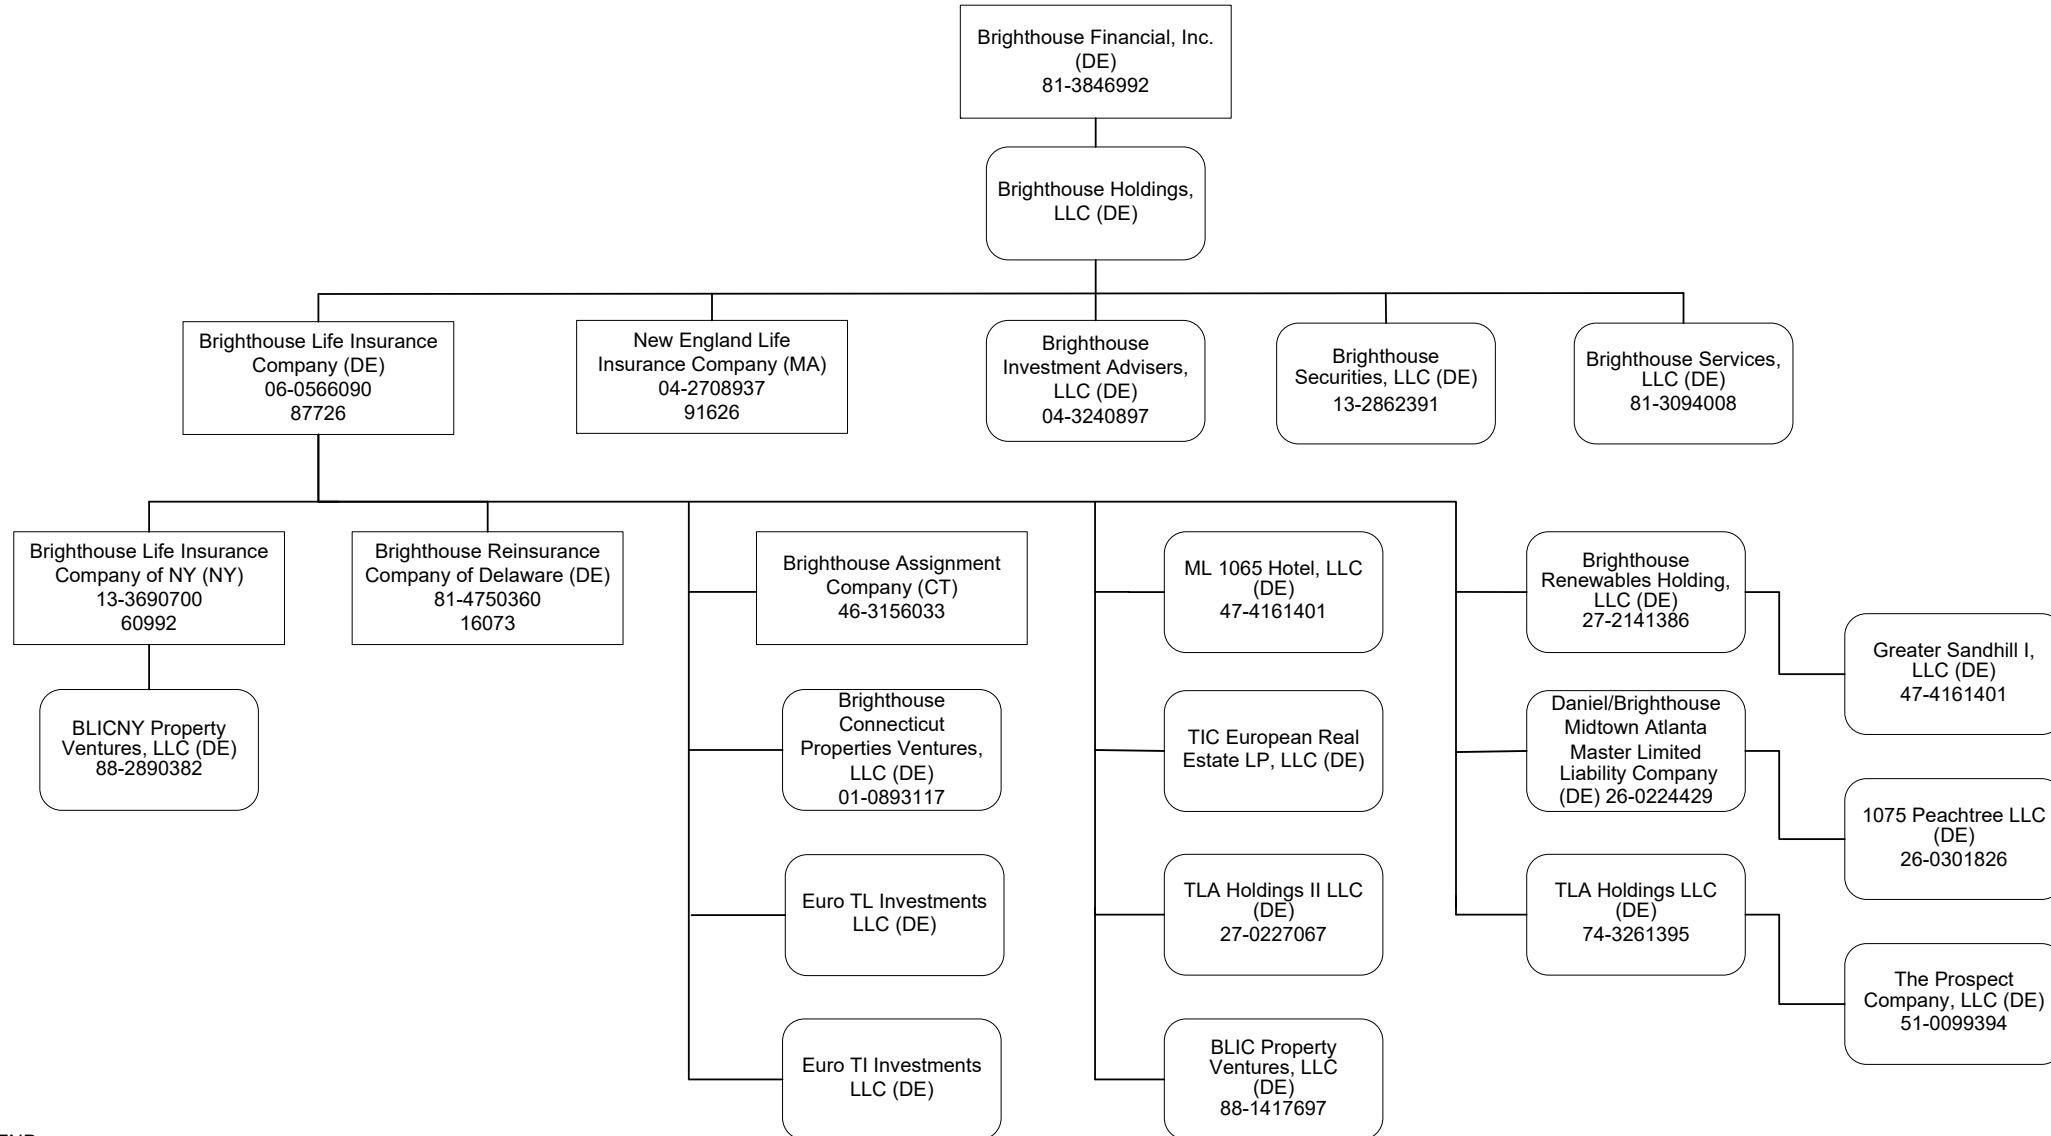 Brighthouse Financial, Inc.
(DE)
81-3846992
Brighthouse Holdings,
LLC (DE)
Brighthouse Life Insurance
Company (DE)
06-0566090
87726
New England Life
Insurance Company (MA)
04-2708937
91626
Brighthouse
Investment Advisers,
LLC (DE)
04-3240897
Brighthouse
Securities, LLC (DE)
13-2862391
Brighthouse Services,
LLC (DE)
81-3094008
Brighthouse Life Insurance
Company of NY (NY)
13-3690700
60992
Brighthouse Reinsurance
Company of Delaware (DE)
81-4750360
16073
Brighthouse Assignment
Company (CT)
46-3156033
ML 1065 Hotel, LLC
(DE)
47-4161401
Brighthouse
Renewables Holding,
LLC (DE)
27-2141386
Greater Sandhill I,
LLC (DE)
47-4161401
BLICNY Property
Ventures, LLC (DE)
88-2890382
Brighthouse
Connecticut
Properties Ventures,
LLC (DE)
01-0893117
TIC European Real
Estate LP, LLC (DE)
Daniel/Brighthouse
Midtown Atlanta
Master Limited
Liability Company
(DE) 26-0224429
1075 Peachtree LLC
(DE)
26-0301826
Euro TL Investments
LLC (DE)
TLA Holdings II LLC
(DE)
27-0227067
TLA Holdings LLC
(DE)
74-3261395
The Prospect
Company, LLC (DE)
51-0099394
Euro TI Investments
LLC (DE)
BLIC Property
Ventures, LLC
(DE)
88-1417697